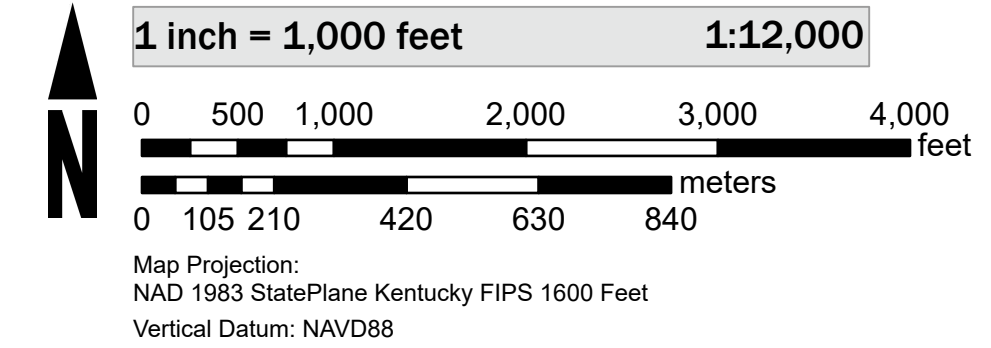 1 inch = 1,000 feet 1:12,000
0 500 1,000 2,000 3,000 4,000
feet
meters
0 105 210 420 630 840
N
Map Projection:
NAD 1983 StatePlane Kentucky FIPS 1600 Feet
Vertical Datum: NAVD88